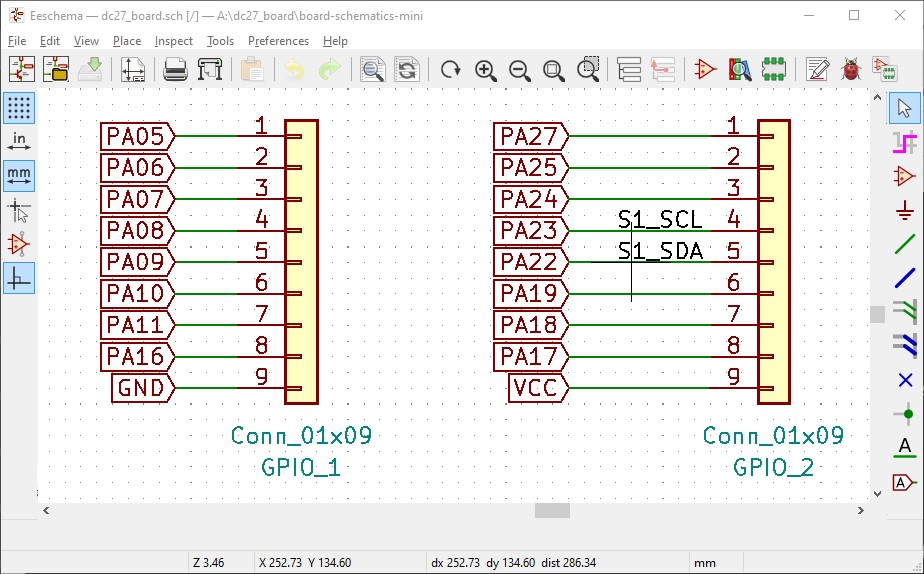 Eeschema — dc27_board.sch [/] — A:\dc27_board\board-schematics-mini
File Edit View Place Inspect Tools Preferences Help
in
mm
PA05 1
PA06 2
PA07 3
PA08 4
PA09 5
PA10 6
PA11 7
PA16 8
GND 9
Conn_01x09
GPIO_1
PA27 1
PA25 2
PA24 3
PA23 S1_SCL 4
PA22 S1_SDA 5
PA19 6
PA18 7
PA17 8
VCC 9
Conn_01x09
GPIO_2
A
A
Z 3.46 X 252.73 Y 134.60 dx 252.73 dy 134.60 dist 286.34 mm